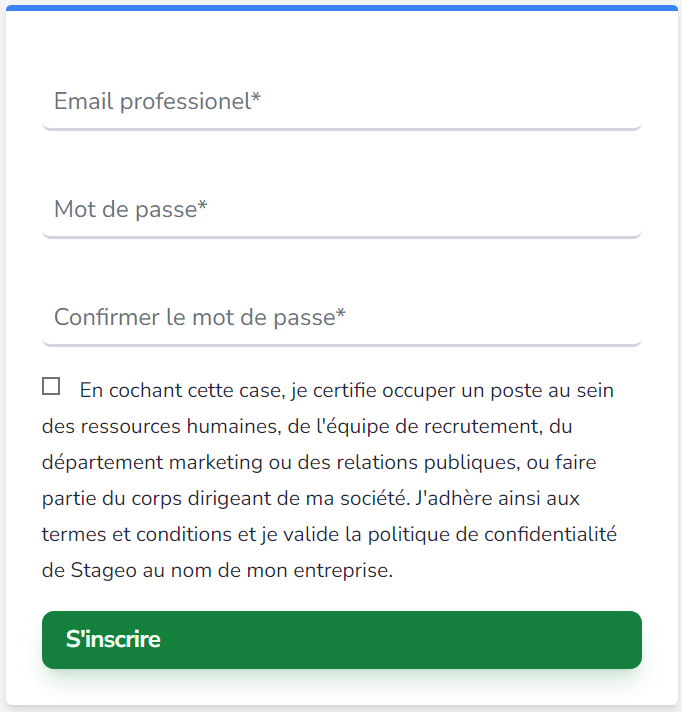 Email professionel*
Mot de passe*
Confirmer le mot de passe*
En cochant cette case, je certifie occuper un poste au sein
des ressources humaines, de l'équipe de recrutement, du
département marketing ou des relations publiques, ou faire
partie du corps dirigeant de ma société. J'adhère ainsi aux
termes et conditions et je valide la politique de confidentialité
de Stageo au nom de mon entreprise.
S'inscrire